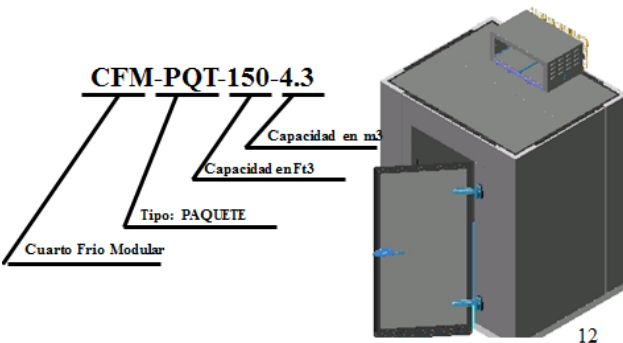 CFM-PQT-150-4.3
Capacidad en m3
Capacidad en Ft3
Tipo: PAQUETE
Cuarto Frio Modular
12